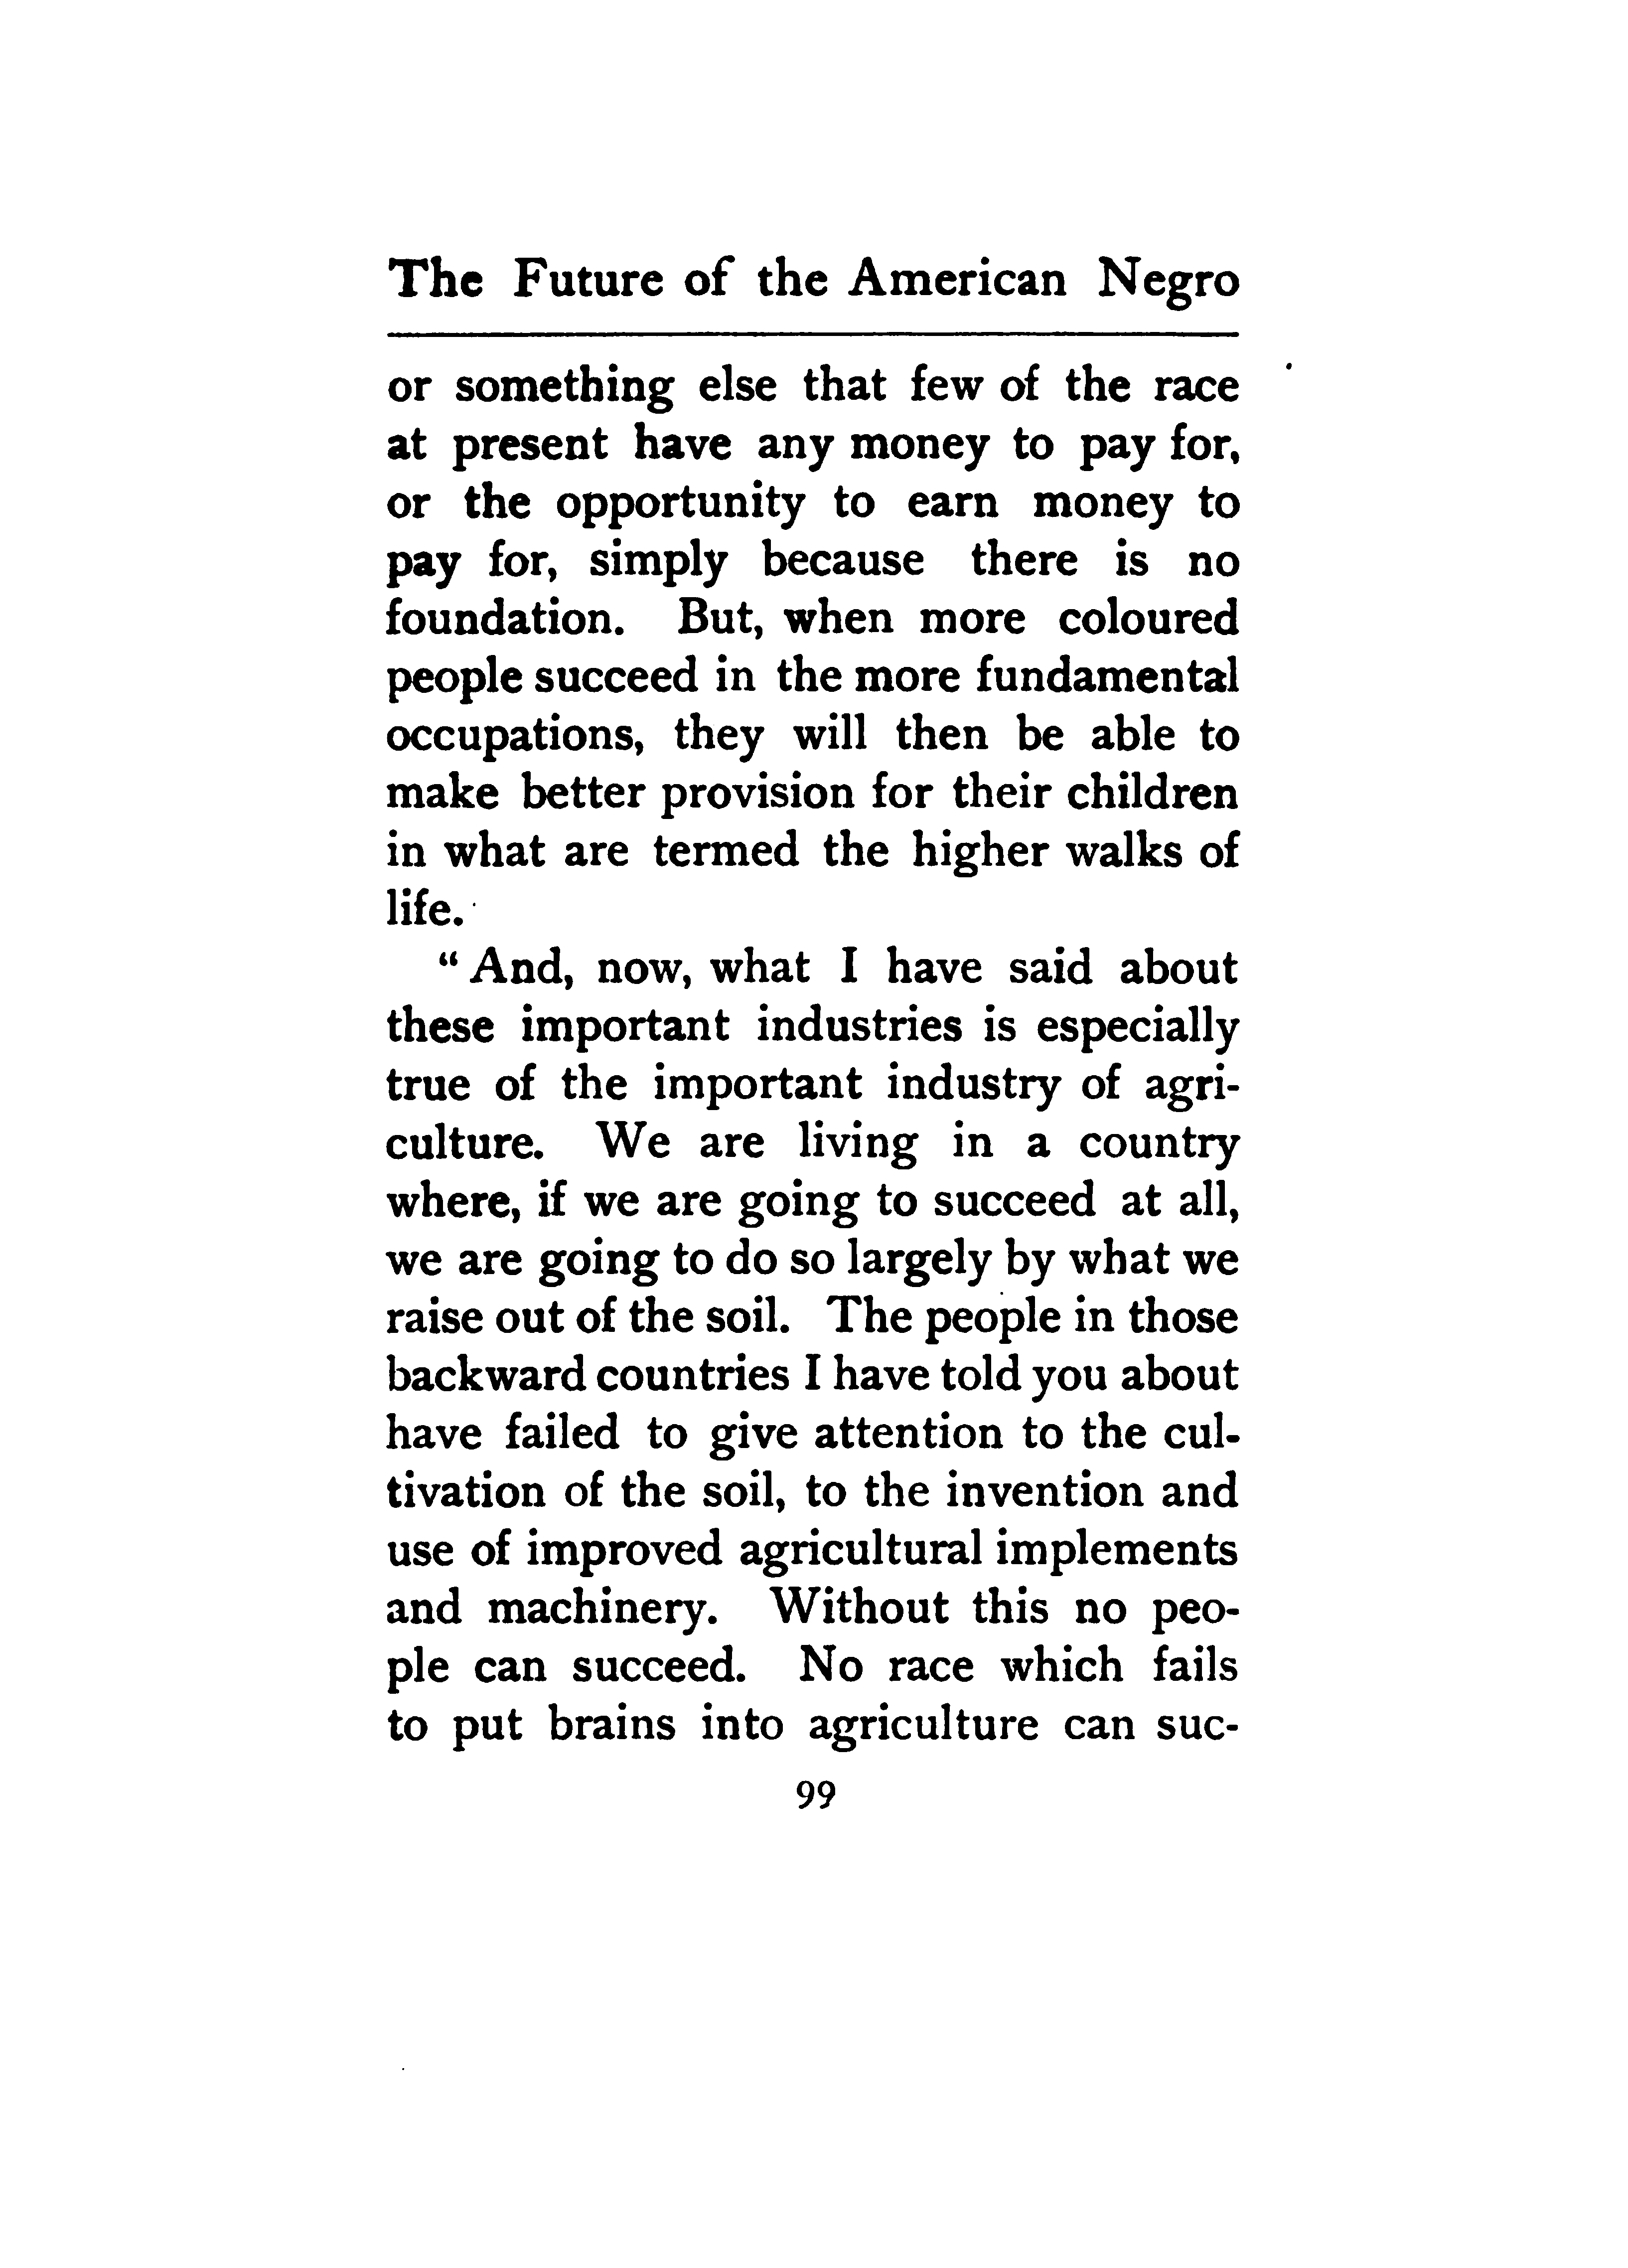 The Future of the American Negro
or something else that few of the race
at present have any money to pay for,
or the opportunity to earn money to
pay for, simply because there is no
foundation. But, when more coloured
people succeed in the more fundamental
occupations, they will then be able to
make better provision for their children
in what are termed the higher walks of
life.
“And, now, what I have said about
these important industries is especially
true of the important industry of agri-
culture. We are living in a country
where, if we are going to succeed at all,
we are going to do so largely by what we
raise out of the soil. The people in those
backward countries I have told you about
have failed to give attention to the cul-
tivation of the soil, to the invention and
use of improved agricultural implements
and machinery. Without this no peo-
ple can succeed. No race which fails
to put brains into agriculture can suc-
99